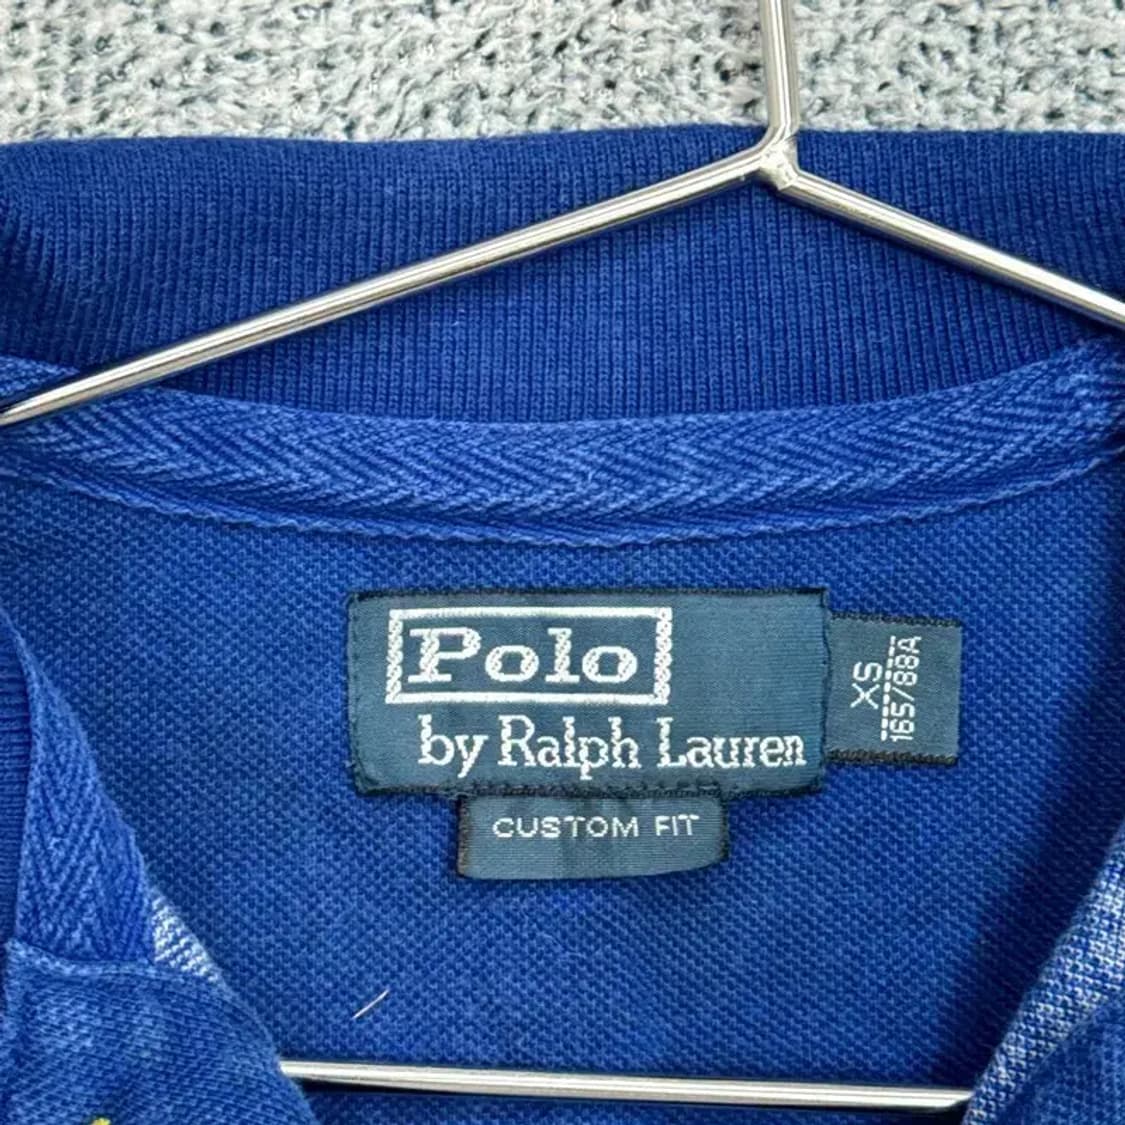 Polo
by Ralph Lauren
CUSTOM FIT
XS
165/88A